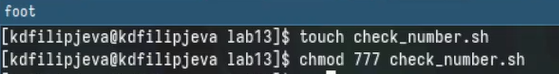 foot
[kdfilipjeva@kdfilipjeva lab13]$ touch check_number.sh
[kdfilipjeva@kdfilipjeva lab13]$ chmod 777 check_number.sh